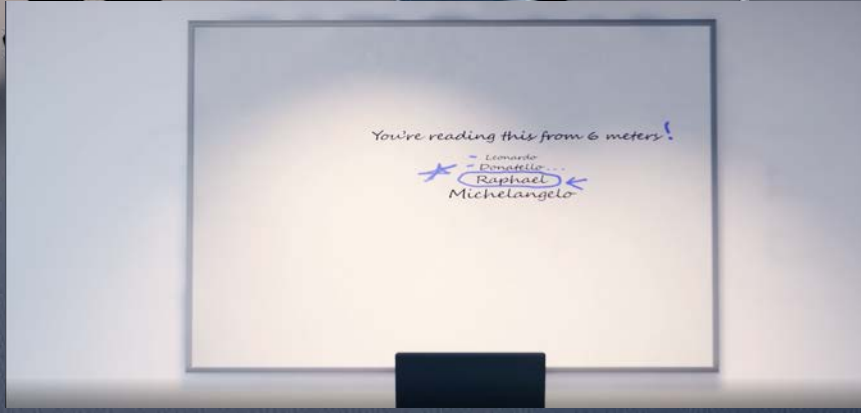 You're reading this from 6 meters!
- Leonardo
- Donatello...
Raphael
Michelangelo